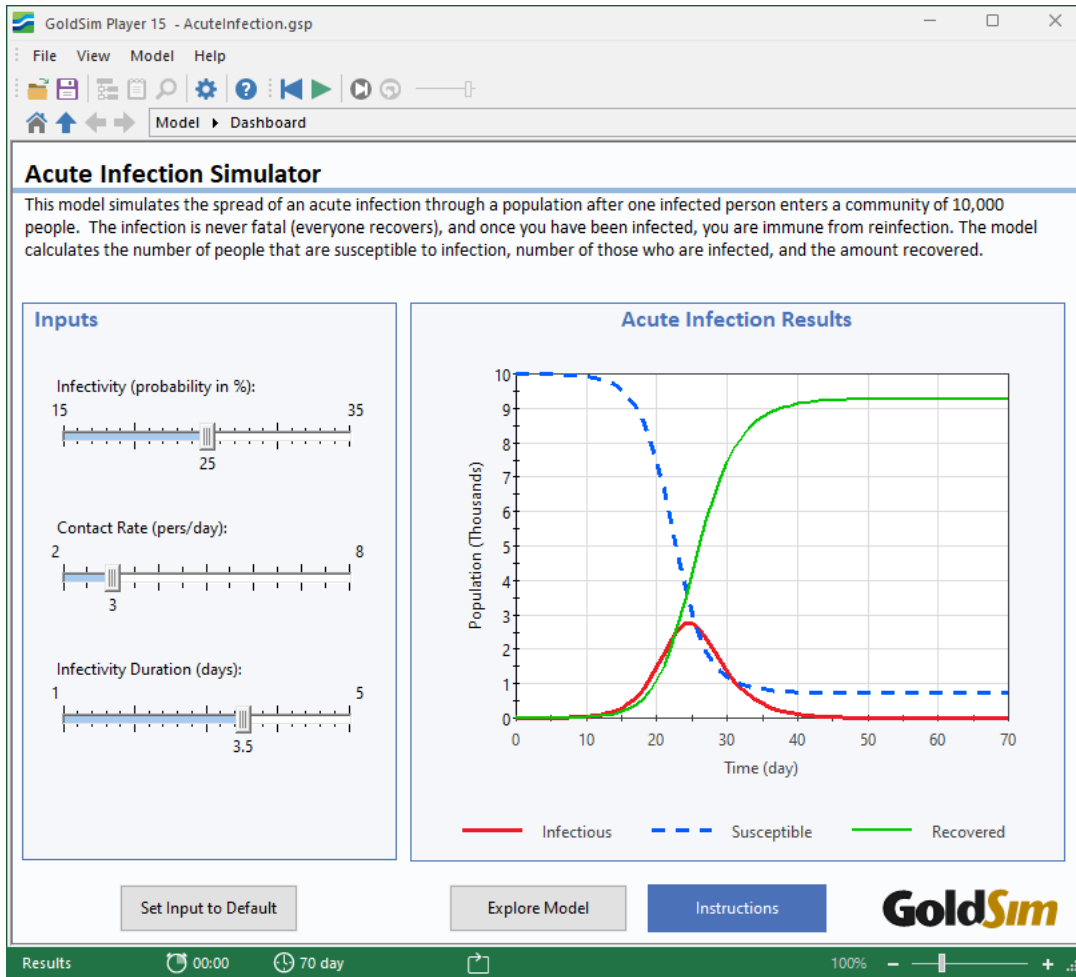 GoldSim Player 15 - AcuteInfection.gsp
File View Model Help
Model Dashboard
Acute Infection Simulator
This model simulates the spread of an acute infection through a population after one infected person enters a community of 10,000
people. The infection is never fatal (everyone recovers), and once you have been infected, you are immune from reinfection. The model
calculates the number of people that are susceptible to infection, number of those who are infected, and the amount recovered.
Inputs
Infectivity (probability in %):
15 35
25
Contact Rate (pers/day):
2 8
3
Infectivity Duration (days):
1 5
3.5
Acute Infection Results
Population (Thousands)
10
9
8
7
6
5
4
3
2
1
0
0 10 20 30 40 50 60 70
Time (day)
Infectious Susceptible Recovered
Set Input to Default
Explore Model
Instructions
GoldSim
Results 00:00 70 day 100% − +